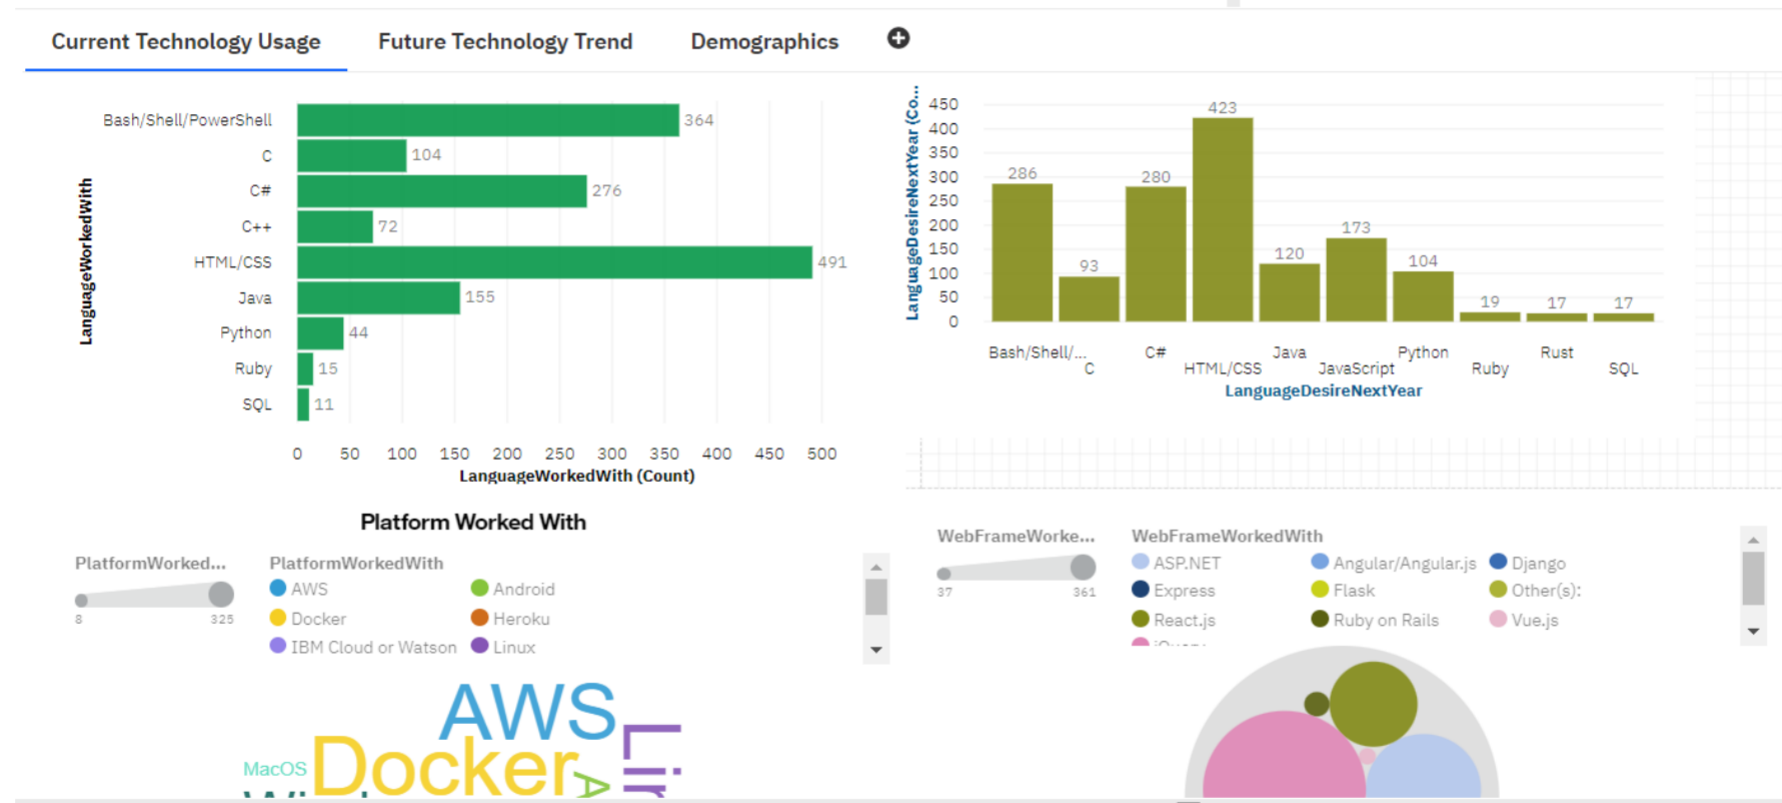 Current Technology Usage Future Technology Trend Demographics
LanguageWorkedWith
Bash/Shell/PowerShell 364
C 104
C# 276
C++ 72
HTML/CSS 491
Java 155
Python 44
Ruby 15
SQL 11
0 50 100 150 200 250 300 350 400 450 500
LanguageWorkedWith (Count)
LanguageDesireNextYear (Co...
450
400
350
300
250
200
150
100
50
0
286 93 280 423 120 173 104 19 17 17
Bash/Shell/... C# Java Python Rust
C HTML/CSS JavaScript Ruby SQL
LanguageDesireNextYear
Platform Worked With
PlatformWorked... PlatformWorkedWith
AWS Android
8 325
Docker Heroku
IBM Cloud or Watson Linux
AWS
Docker
MacOS
WebFrameWorke... WebFrameWorkedWith
37 361
ASP.NET Angular/Angular.js Django
Express Flask Other(s):
React.js Ruby on Rails Vue.js